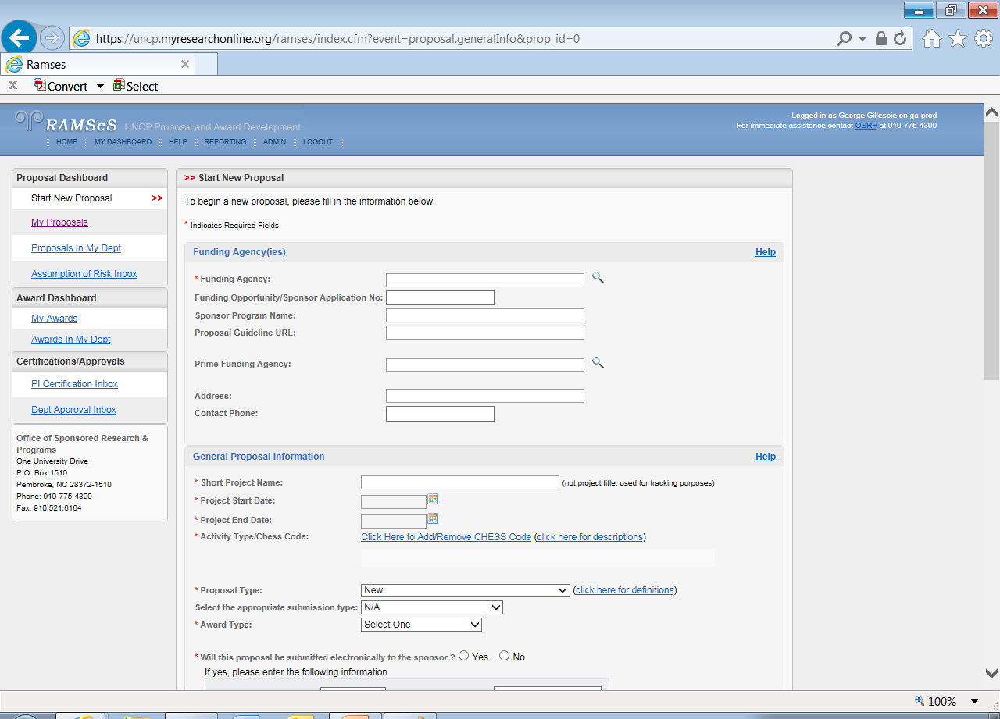 https://uncp.myresearchonline.org/ramses/index.cfm?event=proposal.generalInfo&prop_id=0
Ramses
x Convert Select
RAMSeS UNCP Proposal and Award Development
Logged in as George Gillespie on ga-prod
For immediate assistance contact OSRP at 910-775-4390
HOME MY DASHBOARD HELP REPORTING ADMIN LOGOUT
Proposal Dashboard
Start New Proposal >>
My Proposals
Proposals In My Dept
Assumption of Risk Inbox
Award Dashboard
My Awards
Awards In My Dept
Certifications/Approvals
PI Certification Inbox
Dept Approval Inbox
Office of Sponsored Research &
Programs
One University Drive
P.O. Box 1510
Pembroke, NC 28372-1510
Phone: 910-775-4390
Fax: 910.521.6164
>> Start New Proposal
To begin a new proposal, please fill in the information below.
* Indicates Required Fields
Funding Agency(ies) Help
* Funding Agency:
Funding Opportunity/Sponsor Application No:
Sponsor Program Name:
Proposal Guideline URL:
Prime Funding Agency:
Address:
Contact Phone:
General Proposal Information Help
* Short Project Name: (not project title, used for tracking purposes)
* Project Start Date:
* Project End Date:
* Activity Type/Chess Code: Click Here to Add/Remove CHESS Code (click here for descriptions)
* Proposal Type: New (click here for definitions)
Select the appropriate submission type: N/A
* Award Type: Select One
* Will this proposal be submitted electronically to the sponsor ? Yes No
If yes, please enter the following information
100%